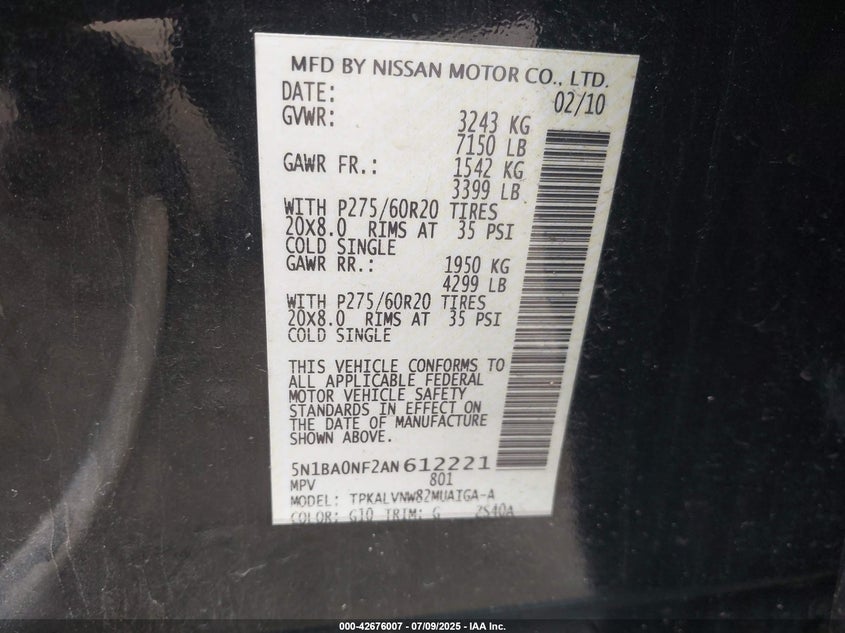 MFD BY NISSAN MOTOR CO., LTD.
DATE: 02/10
GVWR: 3243 KG
7150 LB
GAWR FR.: 1542 KG
3399 LB
WITH P275/60R20 TIRES
20X8.0 RIMS AT 35 PSI
COLD SINGLE
GAWR RR.: 1950 KG
4299 LB
WITH P275/60R20 TIRES
20X8.0 RIMS AT 35 PSI
COLD SINGLE
THIS VEHICLE CONFORMS TO
ALL APPLICABLE FEDERAL
MOTOR VEHICLE SAFETY
STANDARDS IN EFFECT ON
THE DATE OF MANUFACTURE
SHOWN ABOVE.
5N1BA0NF2AN612221
MPV 801
MODEL: TPKALVNW82MUAIGA-A
COLOR: G10 TRIM: G 2S40A
000-42676007 - 07/09/2025 - IAA Inc.